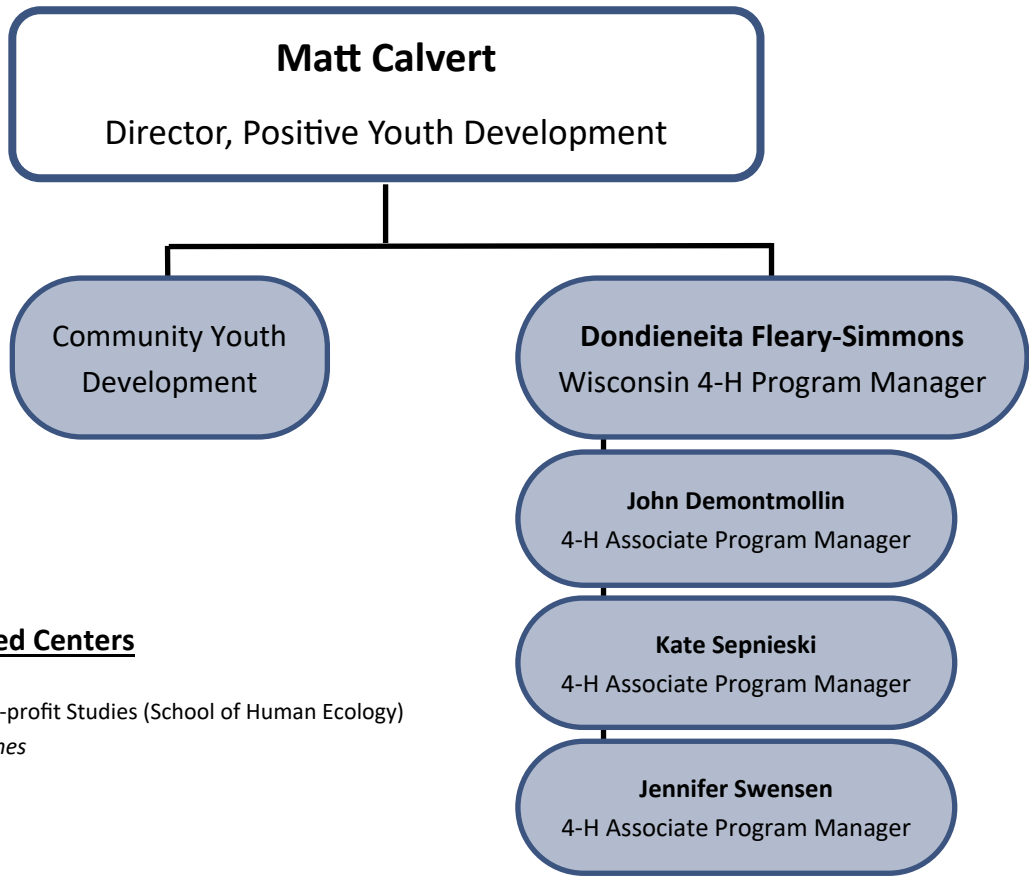 Matt Calvert
Director, Positive Youth Development
Community Youth
Development
Dondieneita Fleary-Simmons
Wisconsin 4-H Program Manager
John Demontmollin
4-H Associate Program Manager
Kate Sepnieski
4-H Associate Program Manager
Jennifer Swensen
4-H Associate Program Manager
ed Centers
-profit Studies (School of Human Ecology)
nes